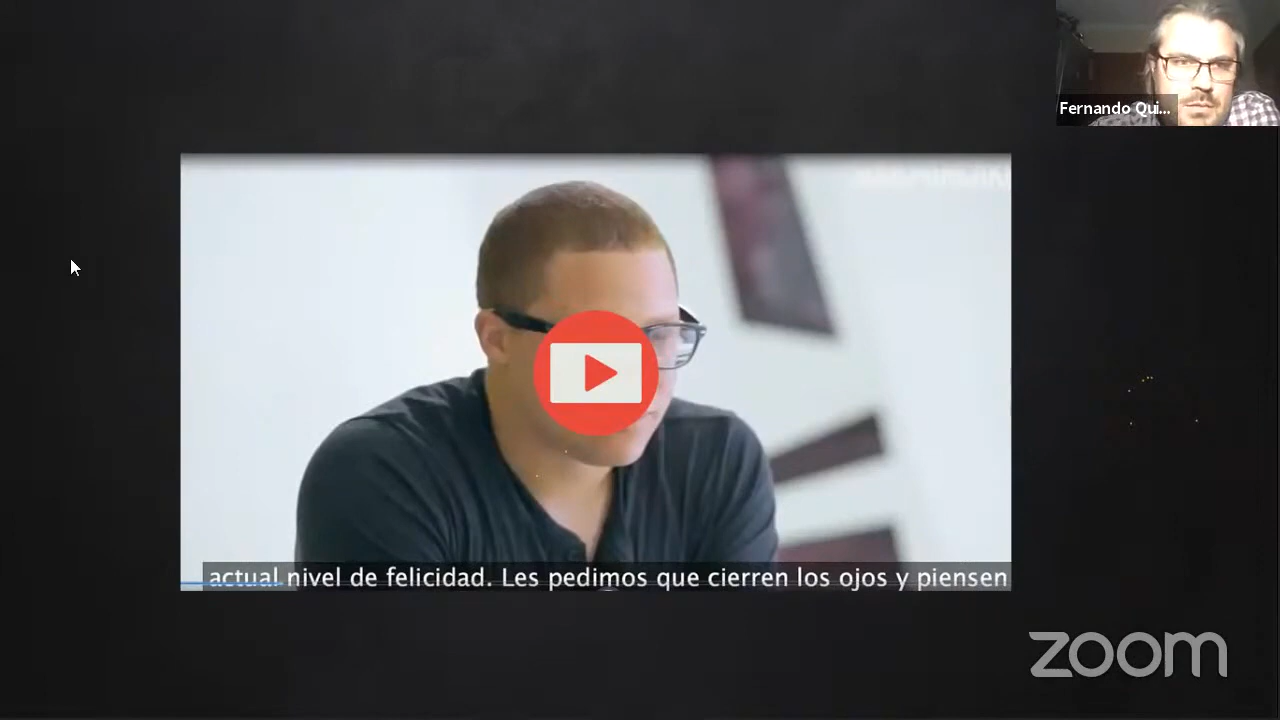 Fernando Qui...
actual nivel de felicidad. Les pedimos que cierren los ojos y piensen
zoom